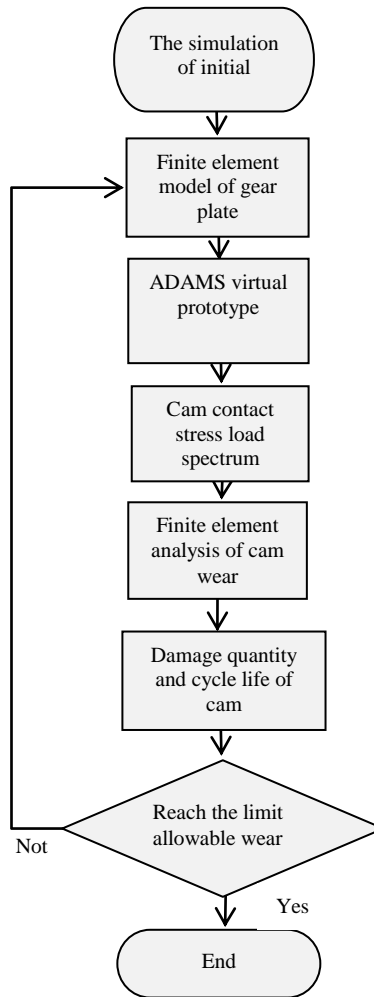 The simulation
of initial
Finite element
model of gear
plate
ADAMS virtual
prototype
Cam contact
stress load
spectrum
Finite element
analysis of cam
wear
Damage quantity
and cycle life of
cam
Reach the limit
allowable wear
Not
Yes
End